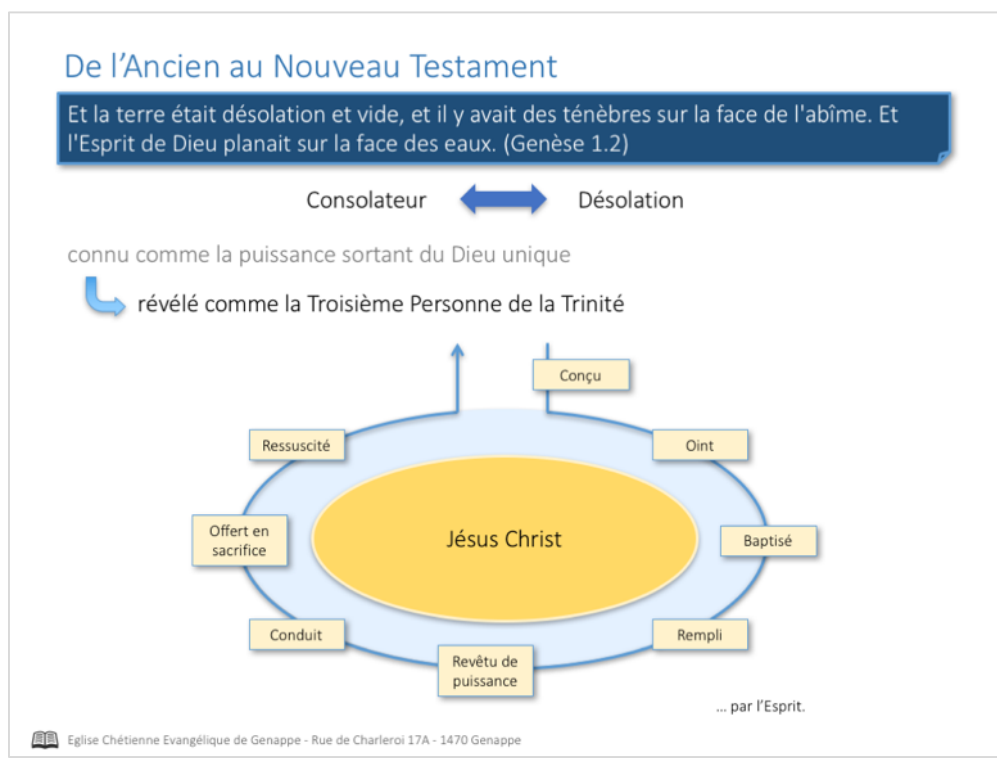 De l'Ancien au Nouveau Testament
Et la terre était désolation et vide, et il y avait des ténèbres sur la face de l'abîme. Et
l'Esprit de Dieu planait sur la face des eaux. (Genèse 1.2)
Consolateur Désolation
connu comme la puissance sortant du Dieu unique
révélé comme la Troisième Personne de la Trinité
Conçu
Ressuscité
Oint
Offert en
sacrifice
Jésus Christ
Baptisé
Conduit
Rempli
Revêtu de
puissance
... par l'Esprit.
Eglise Chétienne Evangélique de Genappe - Rue de Charleroi 17A - 1470 Genappe